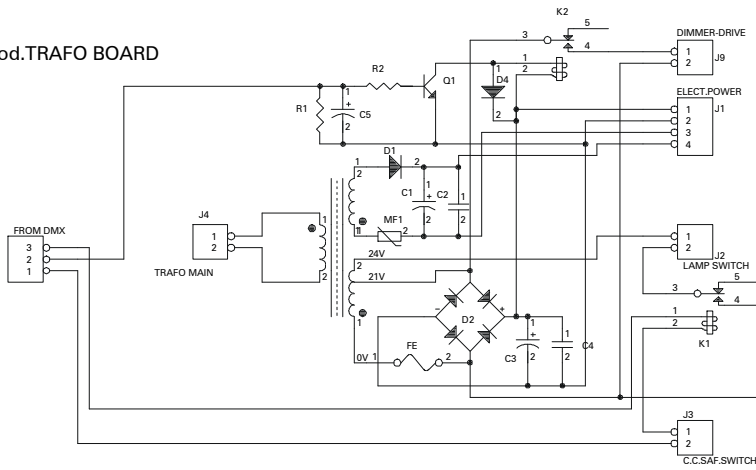 od.TRAFO BOARD
K2
5
3
4
DIMMER-DRIVE
1
2
J9
R2
Q1
1
2
1
D4
2
ELECT.POWER
1
2
3
4
J1
R1
1
+
C5
2
D1
1
2
2
C1
1
+
2
C2
1
2
MF1
1
2
J4
1
2
TRAFO MAIN
1
2
FROM DMX
3
2
1
24V
2
21V
1
0V
1
FE
2
D2
-
+
1
+
C3
2
1
C4
2
1
2
J2
LAMP SWITCH
5
3
4
1
2
K1
J3
1
2
C.C.SAF.SWITCH